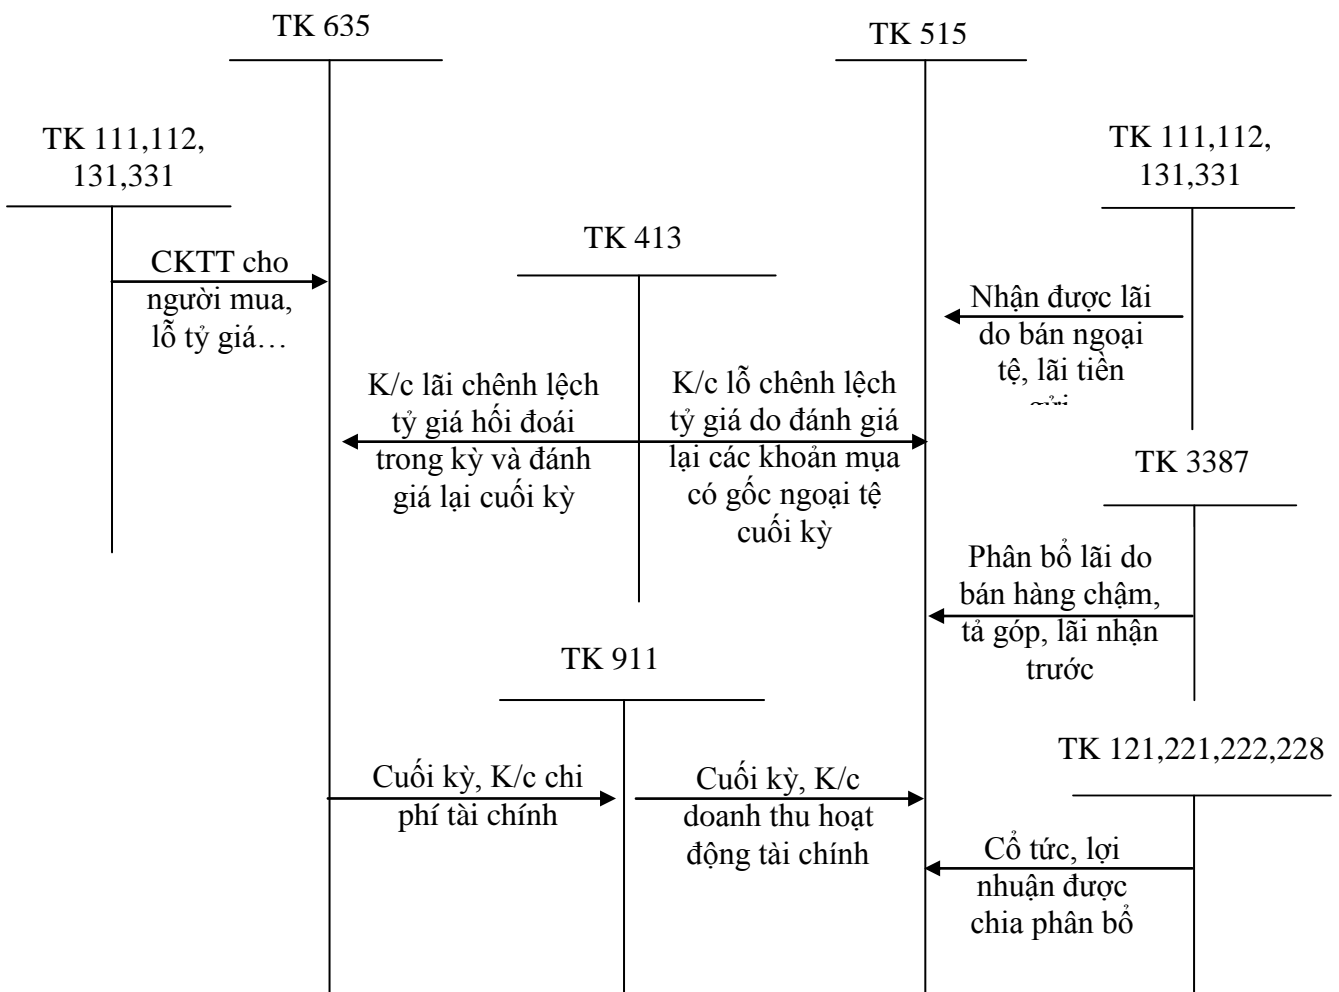 TK 635
TK 515
TK 111,112,
131,331
TK 111,112,
131,331
CKTT cho
người mua,
lỗ tỷ giá…
TK 413
Nhận được lãi
do bán ngoại
tệ, lãi tiền
K/c lãi chênh lệch
tỷ giá hối đoái
trong kỳ và đánh
giá lại cuối kỳ
K/c lỗ chênh lệch
tỷ giá do đánh giá
lại các khoản mụa
có gốc ngoại tệ
cuối kỳ
TK 3387
Phân bổ lãi do
bán hàng chậm,
tả góp, lãi nhận
trước
TK 911
TK 121,221,222,228
Cuối kỳ, K/c chi
phí tài chính
Cuối kỳ, K/c
doanh thu hoạt
động tài chính
Cổ tức, lợi
nhuận được
chia phân bổ